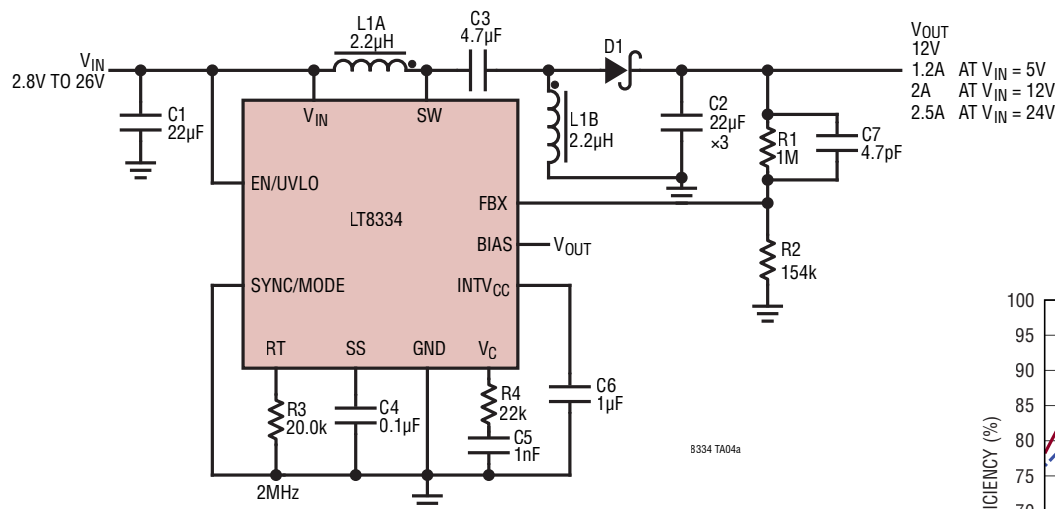 L1A
2.2µH
C3
4.7µF
D1
VIN
2.8V TO 26V
VOUT
12V
1.2A AT VIN = 5V
2A AT VIN = 12V
2.5A AT VIN = 24V
C1
22µF
VIN
SW
L1B
2.2µH
C2
22µF
×3
R1
1M
C7
4.7pF
EN/UVLO
FBX
LT8334
BIAS
VOUT
R2
154k
SYNC/MODE
INTVCC
RT
SS
GND
VC
R3
20.0k
C4
0.1µF
R4
22k
C5
1nF
C6
1µF
2MHz
8334 TA04a
100
95
90
85
80
75